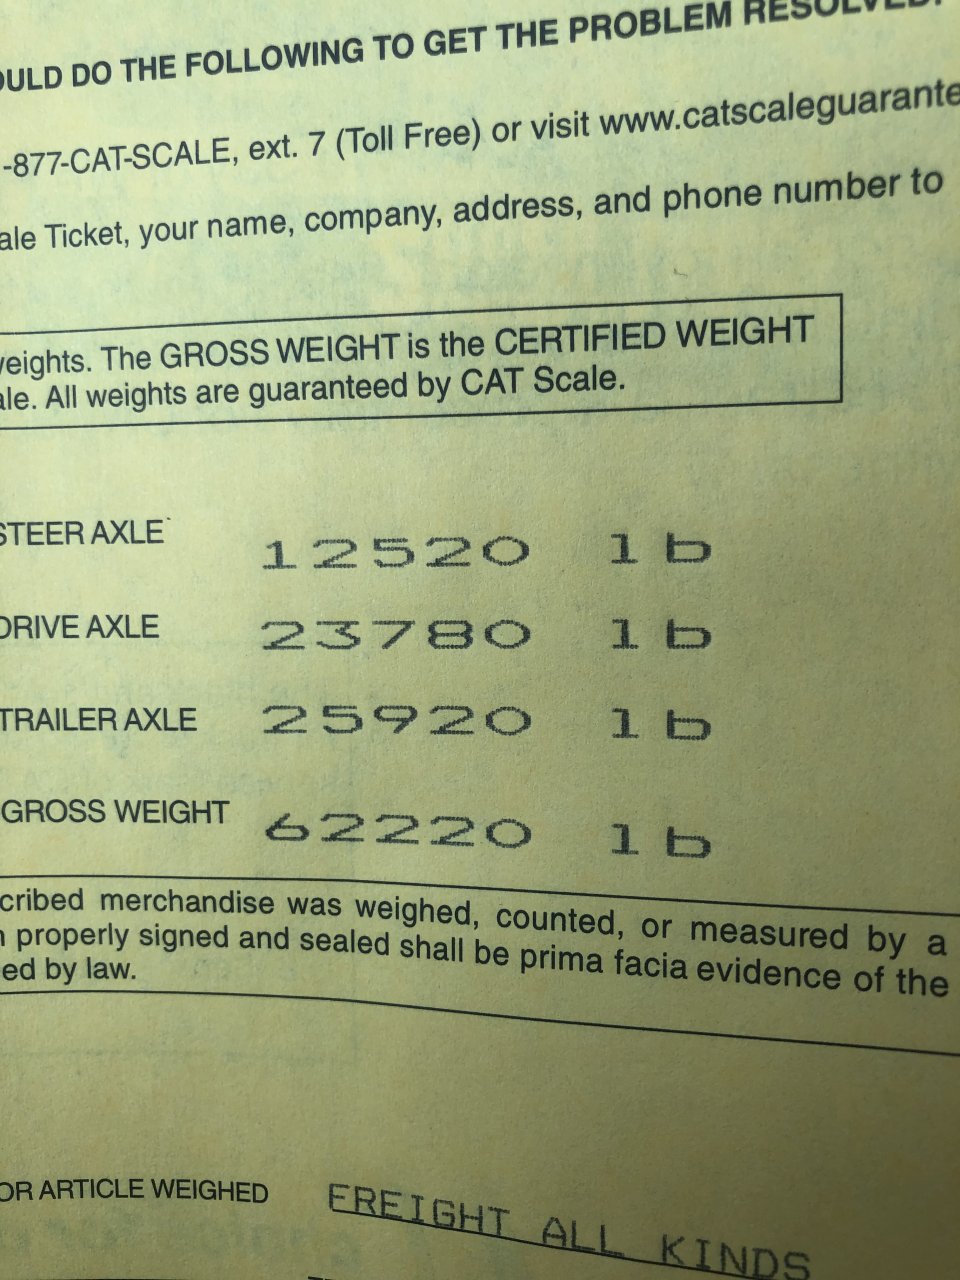 DO THE FOLLOWING TO GET THE PROBLEM RESOLVED.
-877-CAT-SCALE, ext. 7 (Toll Free) or visit www.catscaleguarante
ale Ticket, your name, company, address, and phone number to
weights. The GROSS WEIGHT is the CERTIFIED WEIGHT
ale. All weights are guaranteed by CAT Scale.
STEER AXLE 12520 lb
DRIVE AXLE 23780 lb
TRAILER AXLE 25920 lb
GROSS WEIGHT 62220 lb
cribed merchandise was weighed, counted, or measured by a
properly signed and sealed shall be prima facia evidence of the
ed by law.
OR ARTICLE WEIGHED FREIGHT ALL KINDS